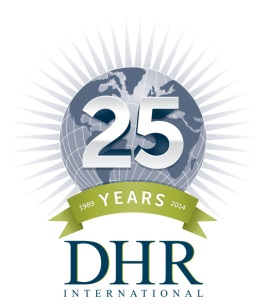 25
1989 YEARS 2014
DHR
INTERNATIONAL